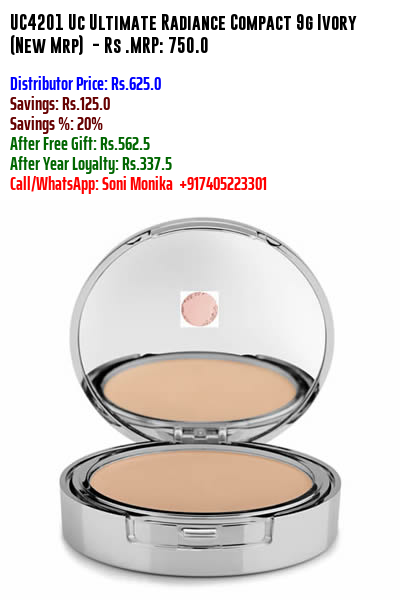 UC4201 Uc Ultimate Radiance Compact 9g Ivory
(New Mrp) - Rs .MRP: 750.0
Distributor Price: Rs.625.0
Savings: Rs.125.0
Savings %: 20%
After Free Gift: Rs.562.5
After Year Loyalty: Rs.337.5
Call/WhatsApp: Soni Monika +917405223301